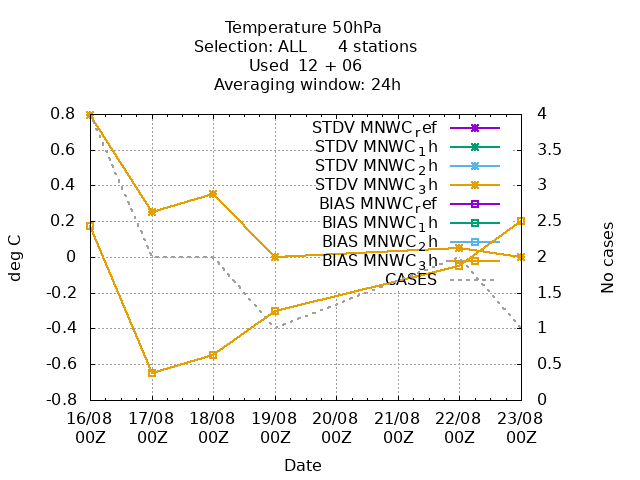 Temperature 50hPa
Selection: ALL 4 stations
Used 12 + 06
Averaging window: 24h
STDV MNWC_ref
STDV MNWC_1h
STDV MNWC_2h
STDV MNWC_3h
BIAS MNWC_ref
BIAS MNWC_1h
BIAS MNWC_2h
BIAS MNWC_3h
CASES
deg C
0.8
0.6
0.4
0.2
0
-0.2
-0.4
-0.6
-0.8
4
3.5
3
2.5
2
1.5
1
0.5
0
No cases
16/08 17/08 18/08 19/08 20/08 21/08 22/08 23/08
00Z 00Z 00Z 00Z 00Z 00Z 00Z 00Z
Date